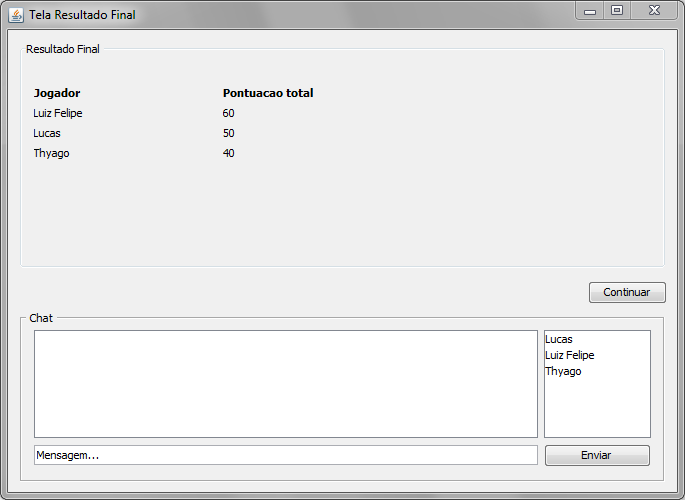 Tela Resultado Final
Resultado Final
Jogador Pontuacao total
Luiz Felipe 60
Lucas 50
Thyago 40
Continuar
Chat
Lucas
Luiz Felipe
Thyago
Mensagem... Enviar